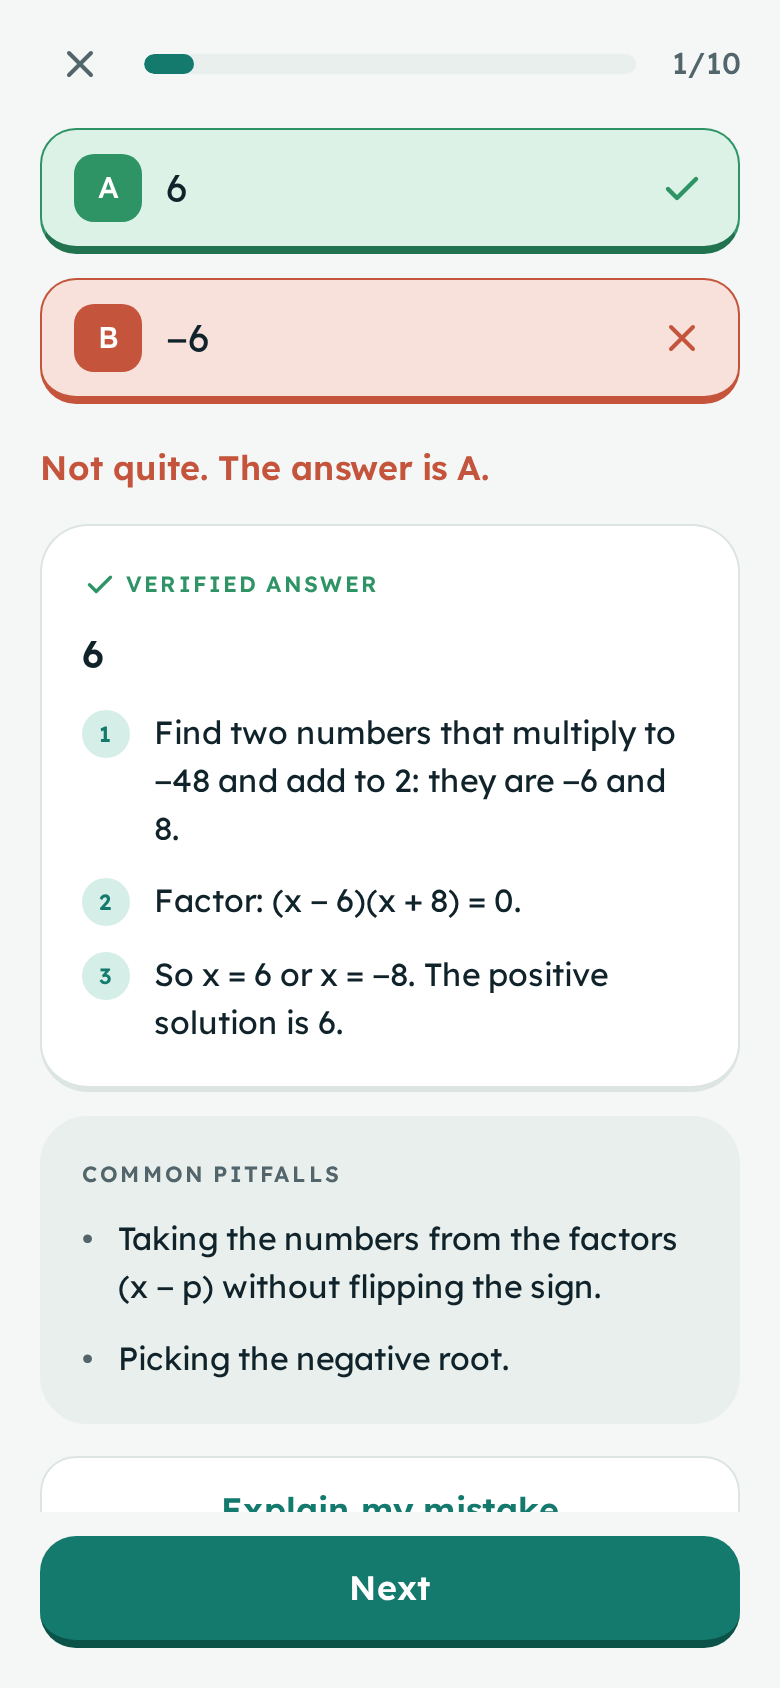 1/10
A 6
B −6
Not quite. The answer is A.
VERIFIED ANSWER
6
1 Find two numbers that multiply to
−48 and add to 2: they are −6 and
8.
2 Factor: (x − 6)(x + 8) = 0.
3 So x = 6 or x = −8. The positive
solution is 6.
COMMON PITFALLS
• Taking the numbers from the factors
(x − p) without flipping the sign.
• Picking the negative root.
Explain my mistake
Next